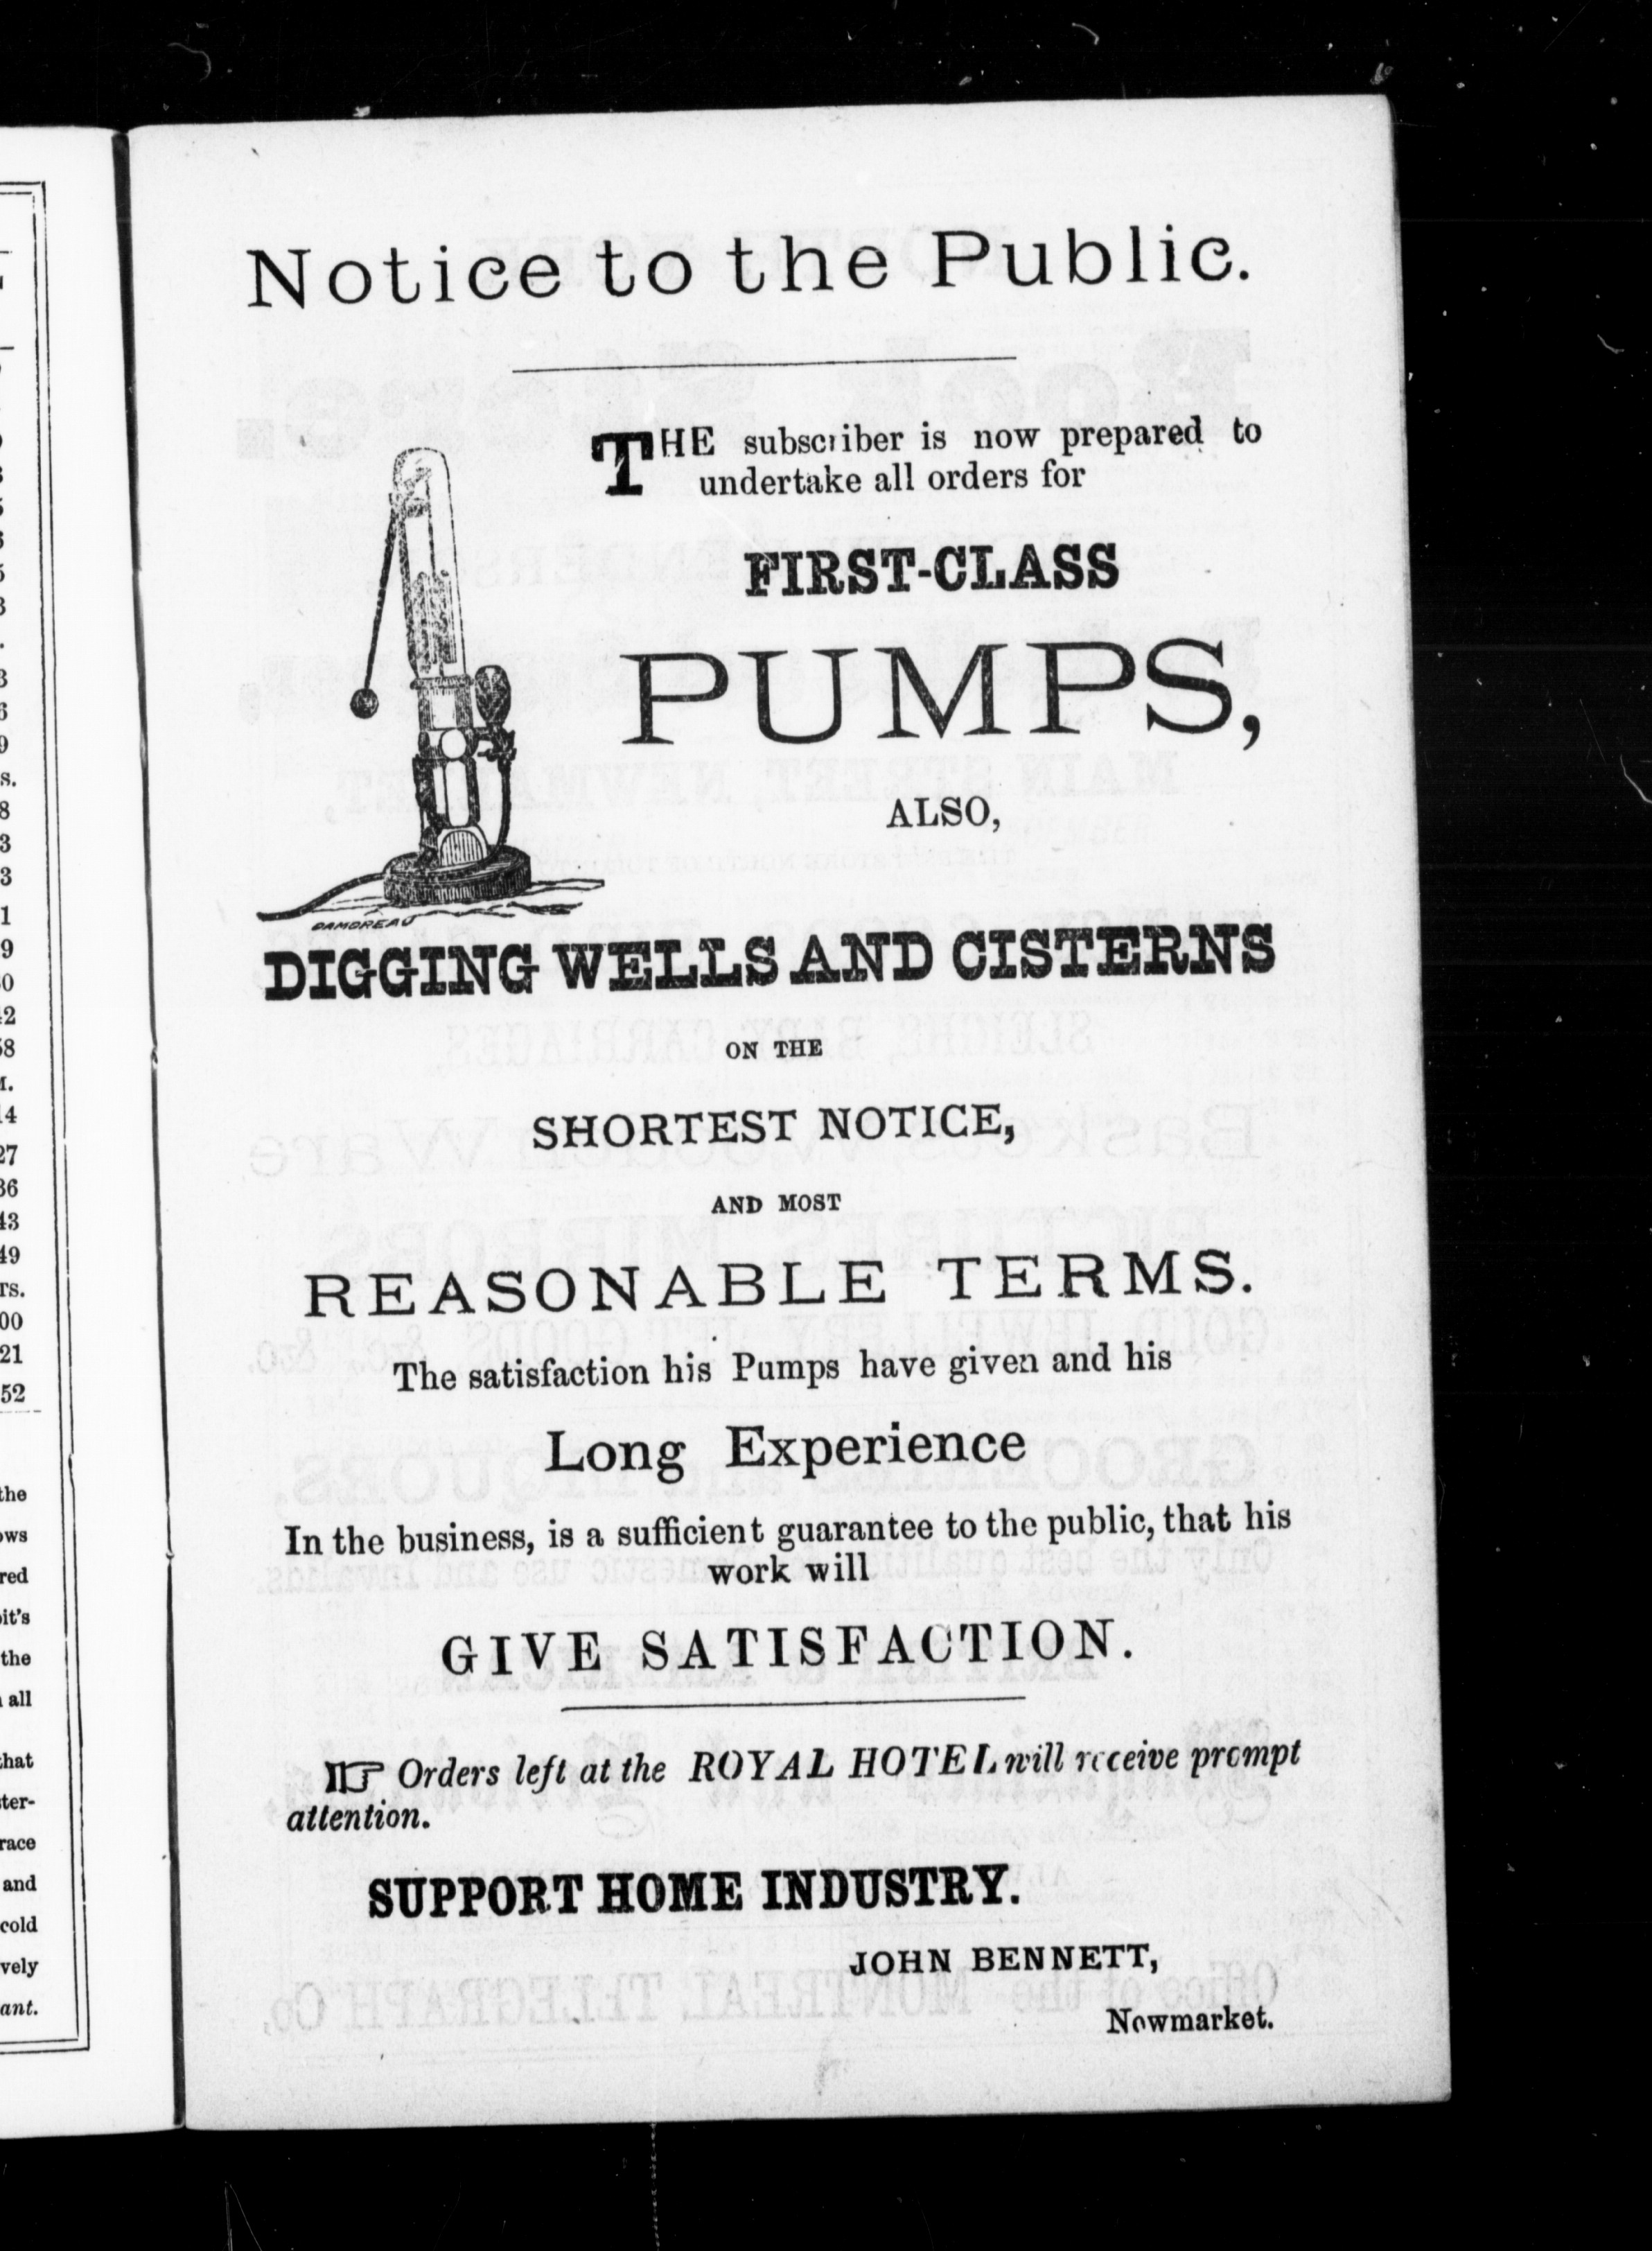 Notice to the Public.
THE subscriber is now prepared to
undertake all orders for
FIRST-CLASS
PUMPS,
ALSO,
DAMOREAU
DIGGING WELLS AND CISTERNS
ON THE
SHORTEST NOTICE,
AND MOST
REASONABLE TERMS.
The satisfaction his Pumps have given and his
Long Experience
In the business, is a sufficient guarantee to the public, that his
work will
GIVE SATISFACTION.
☞ Orders left at the ROYAL HOTEL will receive prompt
attention.
SUPPORT HOME INDUSTRY.
JOHN BENNETT,
Newmarket.